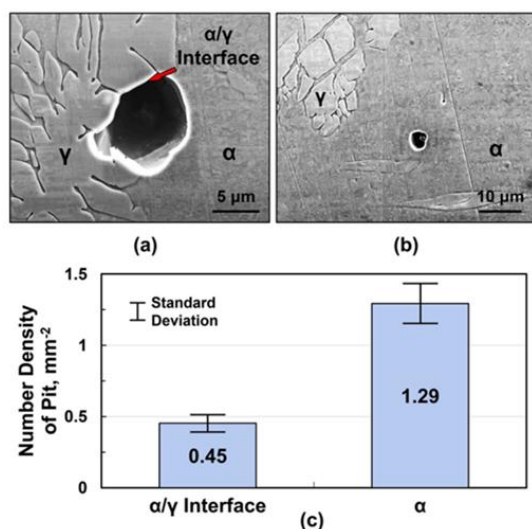 α/γ
Interface
γ
α
5 μm
(a)
γ
α
10 μm
(b)
Number Density
of Pit, mm⁻²
1.5
1
0.5
0
Standard
Deviation
0.45
1.29
α/γ Interface
α
(c)